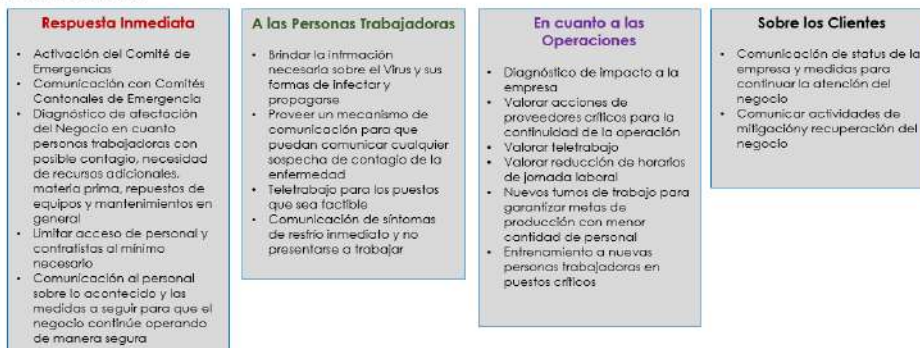 Respuesta Inmediata
• Activación del Comité de
Emergencias
• Comunicación con Comités
Cantonales de Emergencia
• Diagnóstico de afectación
del Negocio en cuanto
personas trabajadoras con
posible contagio, necesidad
de recursos adicionales,
materia prima, repuestos de
equipos y mantenimientos en
general
• Limitar acceso de personal y
contratistas al mínimo
necesario
• Comunicación al personal
sobre lo acontecido y las
medidas a seguir para que el
negocio continúe operando
de manera segura
A las Personas Trabajadoras
• Brindar la infrmación
necesaria sobre el Virus y sus
formas de infectar y
propagarse
• Proveer un mecanismo de
comunicación para que
puedan comunicar cualquier
sospecha de contagio de la
enfermedad
• Teletrabajo para los puestos
que sea factible
• Comunicación de síntomas
de resfrío inmediato y no
presentarse a trabajar
En cuanto a las
Operaciones
• Diagnóstico de impacto a la
empresa
• Valorar acciones de
proveedores críticos para la
continuidad de la operación
• Valorar teletrabajo
• Valorar reducción de horarios
de jornada laboral
• Nuevos turnos de trabajo para
garantizar metas de
producción con menor
cantidad de personal
• Entrenamiento a nuevas
personas trabajadoras en
puestos críticos
Sobre los Clientes
• Comunicación de status de la
empresa y medidas para
continuar la atención del
negocio
• Comunicar actividades de
mitigacióny recuperación del
negocio